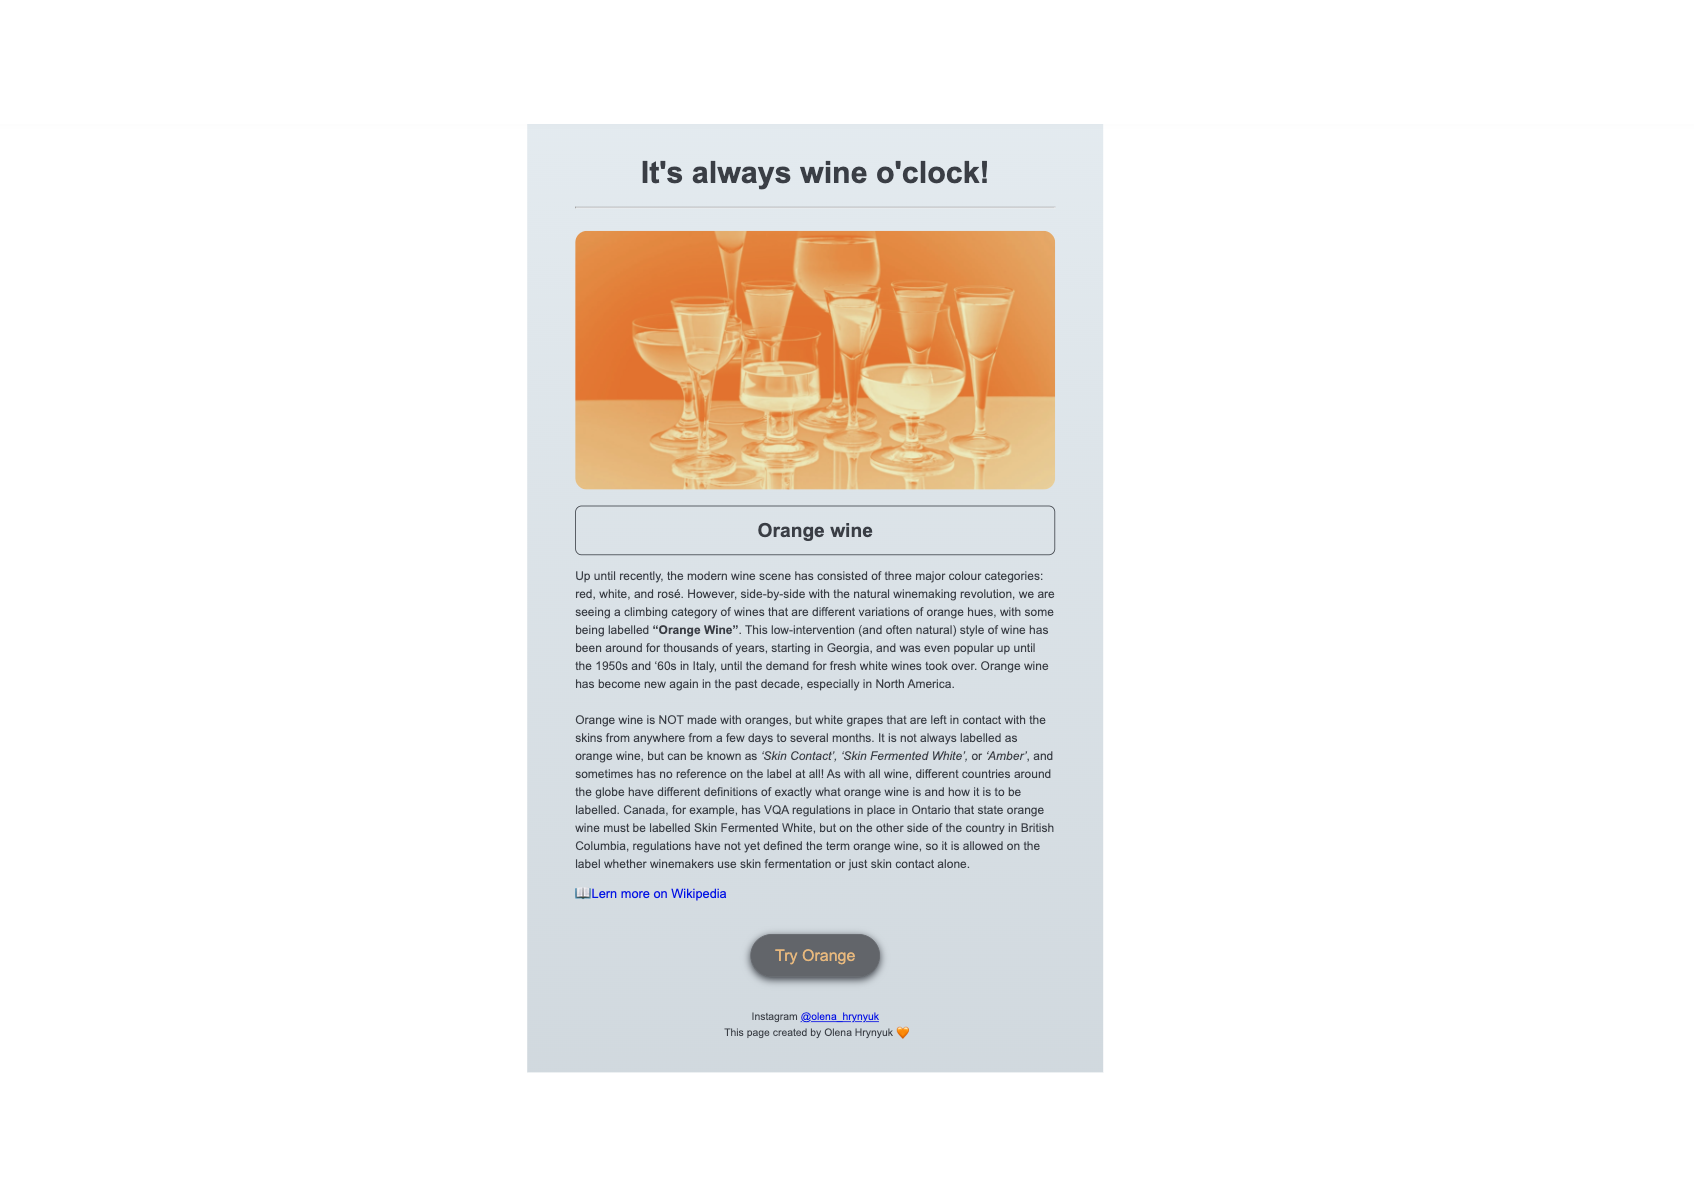 It's always wine o'clock!
Orange wine
Up until recently, the modern wine scene has consisted of three major colour categories:
red, white, and rosé. However, side-by-side with the natural winemaking revolution, we are
seeing a climbing category of wines that are different variations of orange hues, with some
being labelled “Orange Wine”. This low-intervention (and often natural) style of wine has
been around for thousands of years, starting in Georgia, and was even popular up until
the 1950s and ‘60s in Italy, until the demand for fresh white wines took over. Orange wine
has become new again in the past decade, especially in North America.
Orange wine is NOT made with oranges, but white grapes that are left in contact with the
skins from anywhere from a few days to several months. It is not always labelled as
orange wine, but can be known as ‘Skin Contact’, ‘Skin Fermented White’, or ‘Amber’, and
sometimes has no reference on the label at all! As with all wine, different countries around
the globe have different definitions of exactly what orange wine is and how it is to be
labelled. Canada, for example, has VQA regulations in place in Ontario that state orange
wine must be labelled Skin Fermented White, but on the other side of the country in British
Columbia, regulations have not yet defined the term orange wine, so it is allowed on the
label whether winemakers use skin fermentation or just skin contact alone.
📖Lern more on Wikipedia
Try Orange
Instagram @olena_hrynyuk
This page created by Olena Hrynyuk 🧡